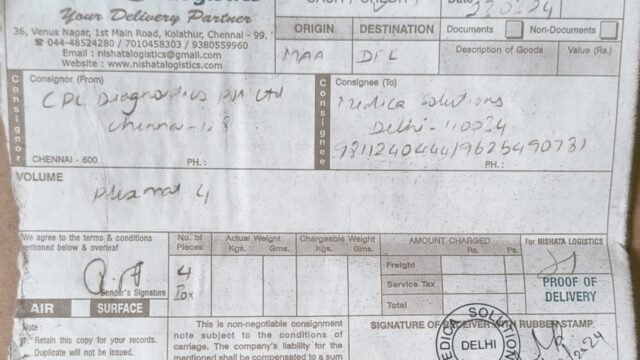 Your Delivery Partner
36, Venus Nagar, 1st Main Road, Kolathur, Chennai - 99.
☎ 044-48524280 / 7010458303 / 9380559960
Email : nishatalogistics@gmail.com
Website : www.nishatalogistics.com
ORIGIN DESTINATION
MAA DEL
Date
Documents Non-Documents
Description of Goods Value (Rs.)
Consignor
Consignor (From)
CPC Diagnostics Pvt Ltd
Chennai - 128
CHENNAI - 600 PH. :
Consignee
Consignee (To)
Medica Solutions
Delhi - 110034
9811240444/9625490781
PH. :
VOLUME
4
We agree to the terms & conditions
mentioned below & overleaf
Sender's Signature
AIR SURFACE
No. of
Pieces
Actual Weight
Kgs. Gms.
Chargeable Weight
Kgs. Gms.
AMOUNT CHARGED
Rs. Ps.
4
Box
Freight
Service Tax
Total
For NISHATA LOGISTICS
PROOF OF
DELIVERY
Note :
Retain this copy for your records.
Duplicate will not be issued.
This is non-negotiable consignment
note subject to the conditions of
carriage. The company's liability for
the mentioned shall be compensated to a sum
SIGNATURE OF RECEIVER WITH RUBBER STAMP.
MEDICA SOLUTION
DELHI